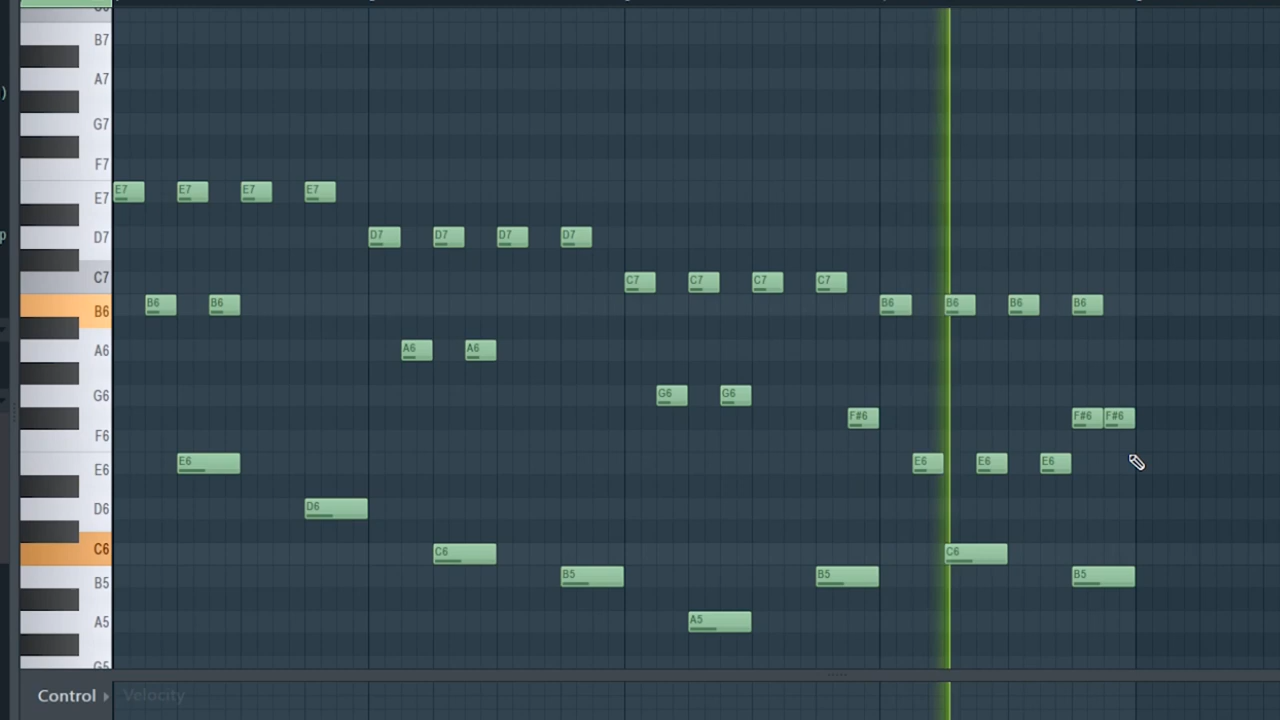 B7
A7
G7
F7
E7 E7 E7 E7 E7
D7 D7 D7 D7 D7
C7 C7 C7 C7 C7
B6 B6 B6 B6 B6 B6 B6
A6 A6 A6
G6 G6 G6
F#6 F#6 F#6
F6
E6 E6 E6 E6 E6
D6 D6
C6 C6 C6
B5 B5 B5 B5
A5 A5
G5
Control Velocity